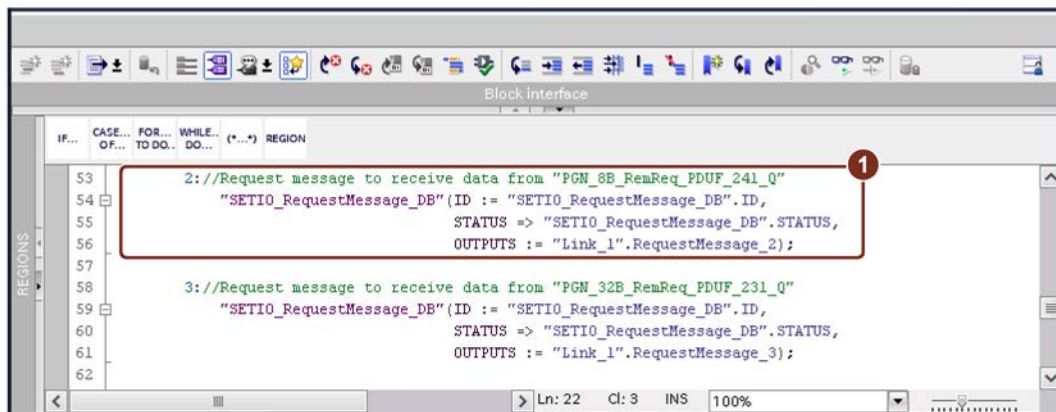 Block interface
IF... CASE... OF... FOR... TO DO.. WHILE.. DO... (*...*) REGION
1
REGIONS
53 2://Request message to receive data from "PGN_8B_RemReq_PDUF_241_Q"
54 "SETIO_RequestMessage_DB"(ID := "SETIO_RequestMessage_DB".ID,
55 STATUS => "SETIO_RequestMessage_DB".STATUS,
56 OUTPUTS := "Link_1".RequestMessage_2);
57
58 3://Request message to receive data from "PGN_32B_RemReq_PDUF_231_Q"
59 "SETIO_RequestMessage_DB"(ID := "SETIO_RequestMessage_DB".ID,
60 STATUS => "SETIO_RequestMessage_DB".STATUS,
61 OUTPUTS := "Link_1".RequestMessage_3);
62
Ln: 22 Cl: 3 INS 100%